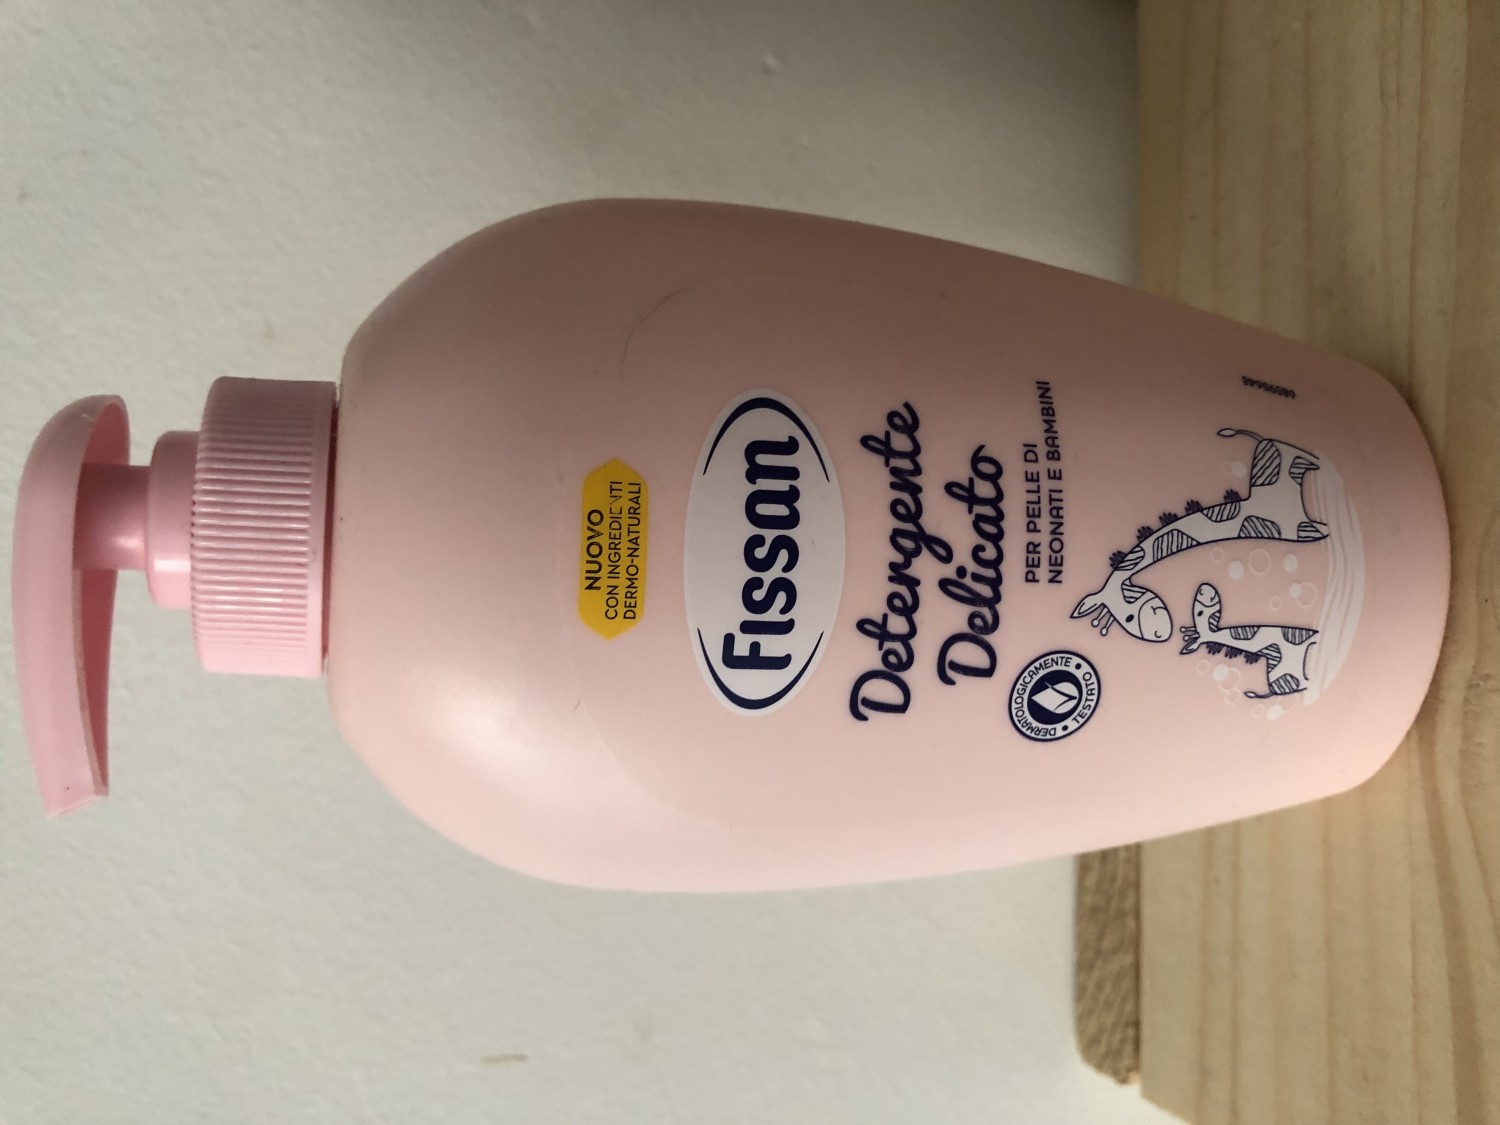 NUOVO
CON INGREDIENTI
DERMO-NATURALI
Fissan
Detergente
Delicato
PER PELLE DI
NEONATI E BAMBINI
DERMATOLOGICAMENTE
• TESTATO •